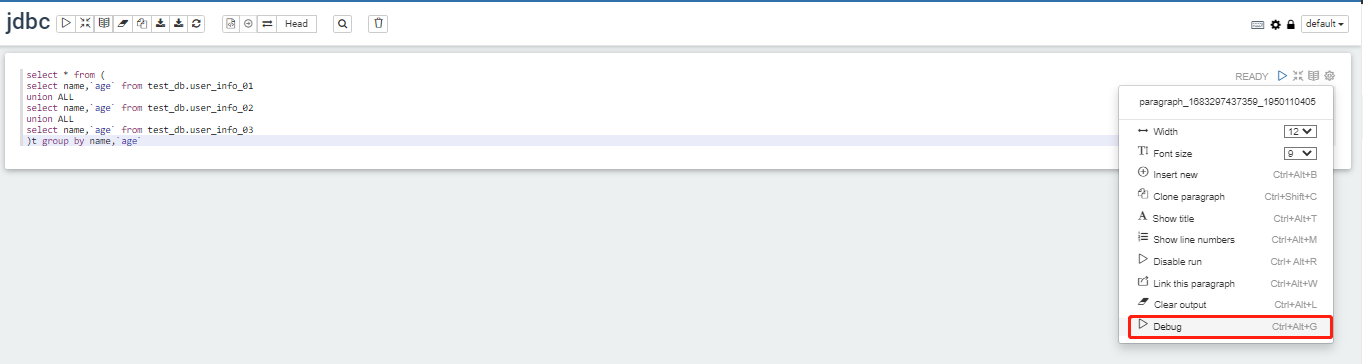 jdbc Head default
select * from (
select name,`age` from test_db.user_info_01
union ALL
select name,`age` from test_db.user_info_02
union ALL
select name,`age` from test_db.user_info_03
)t group by name,`age`
READY
paragraph_1683297437359_1950110405
Width 12
Font size 9
Insert new Ctrl+Alt+B
Clone paragraph Ctrl+Shift+C
Show title Ctrl+Alt+T
Show line numbers Ctrl+Alt+M
Disable run Ctrl+ Alt+R
Link this paragraph Ctrl+Alt+W
Clear output Ctrl+Alt+L
Debug Ctrl+Alt+G